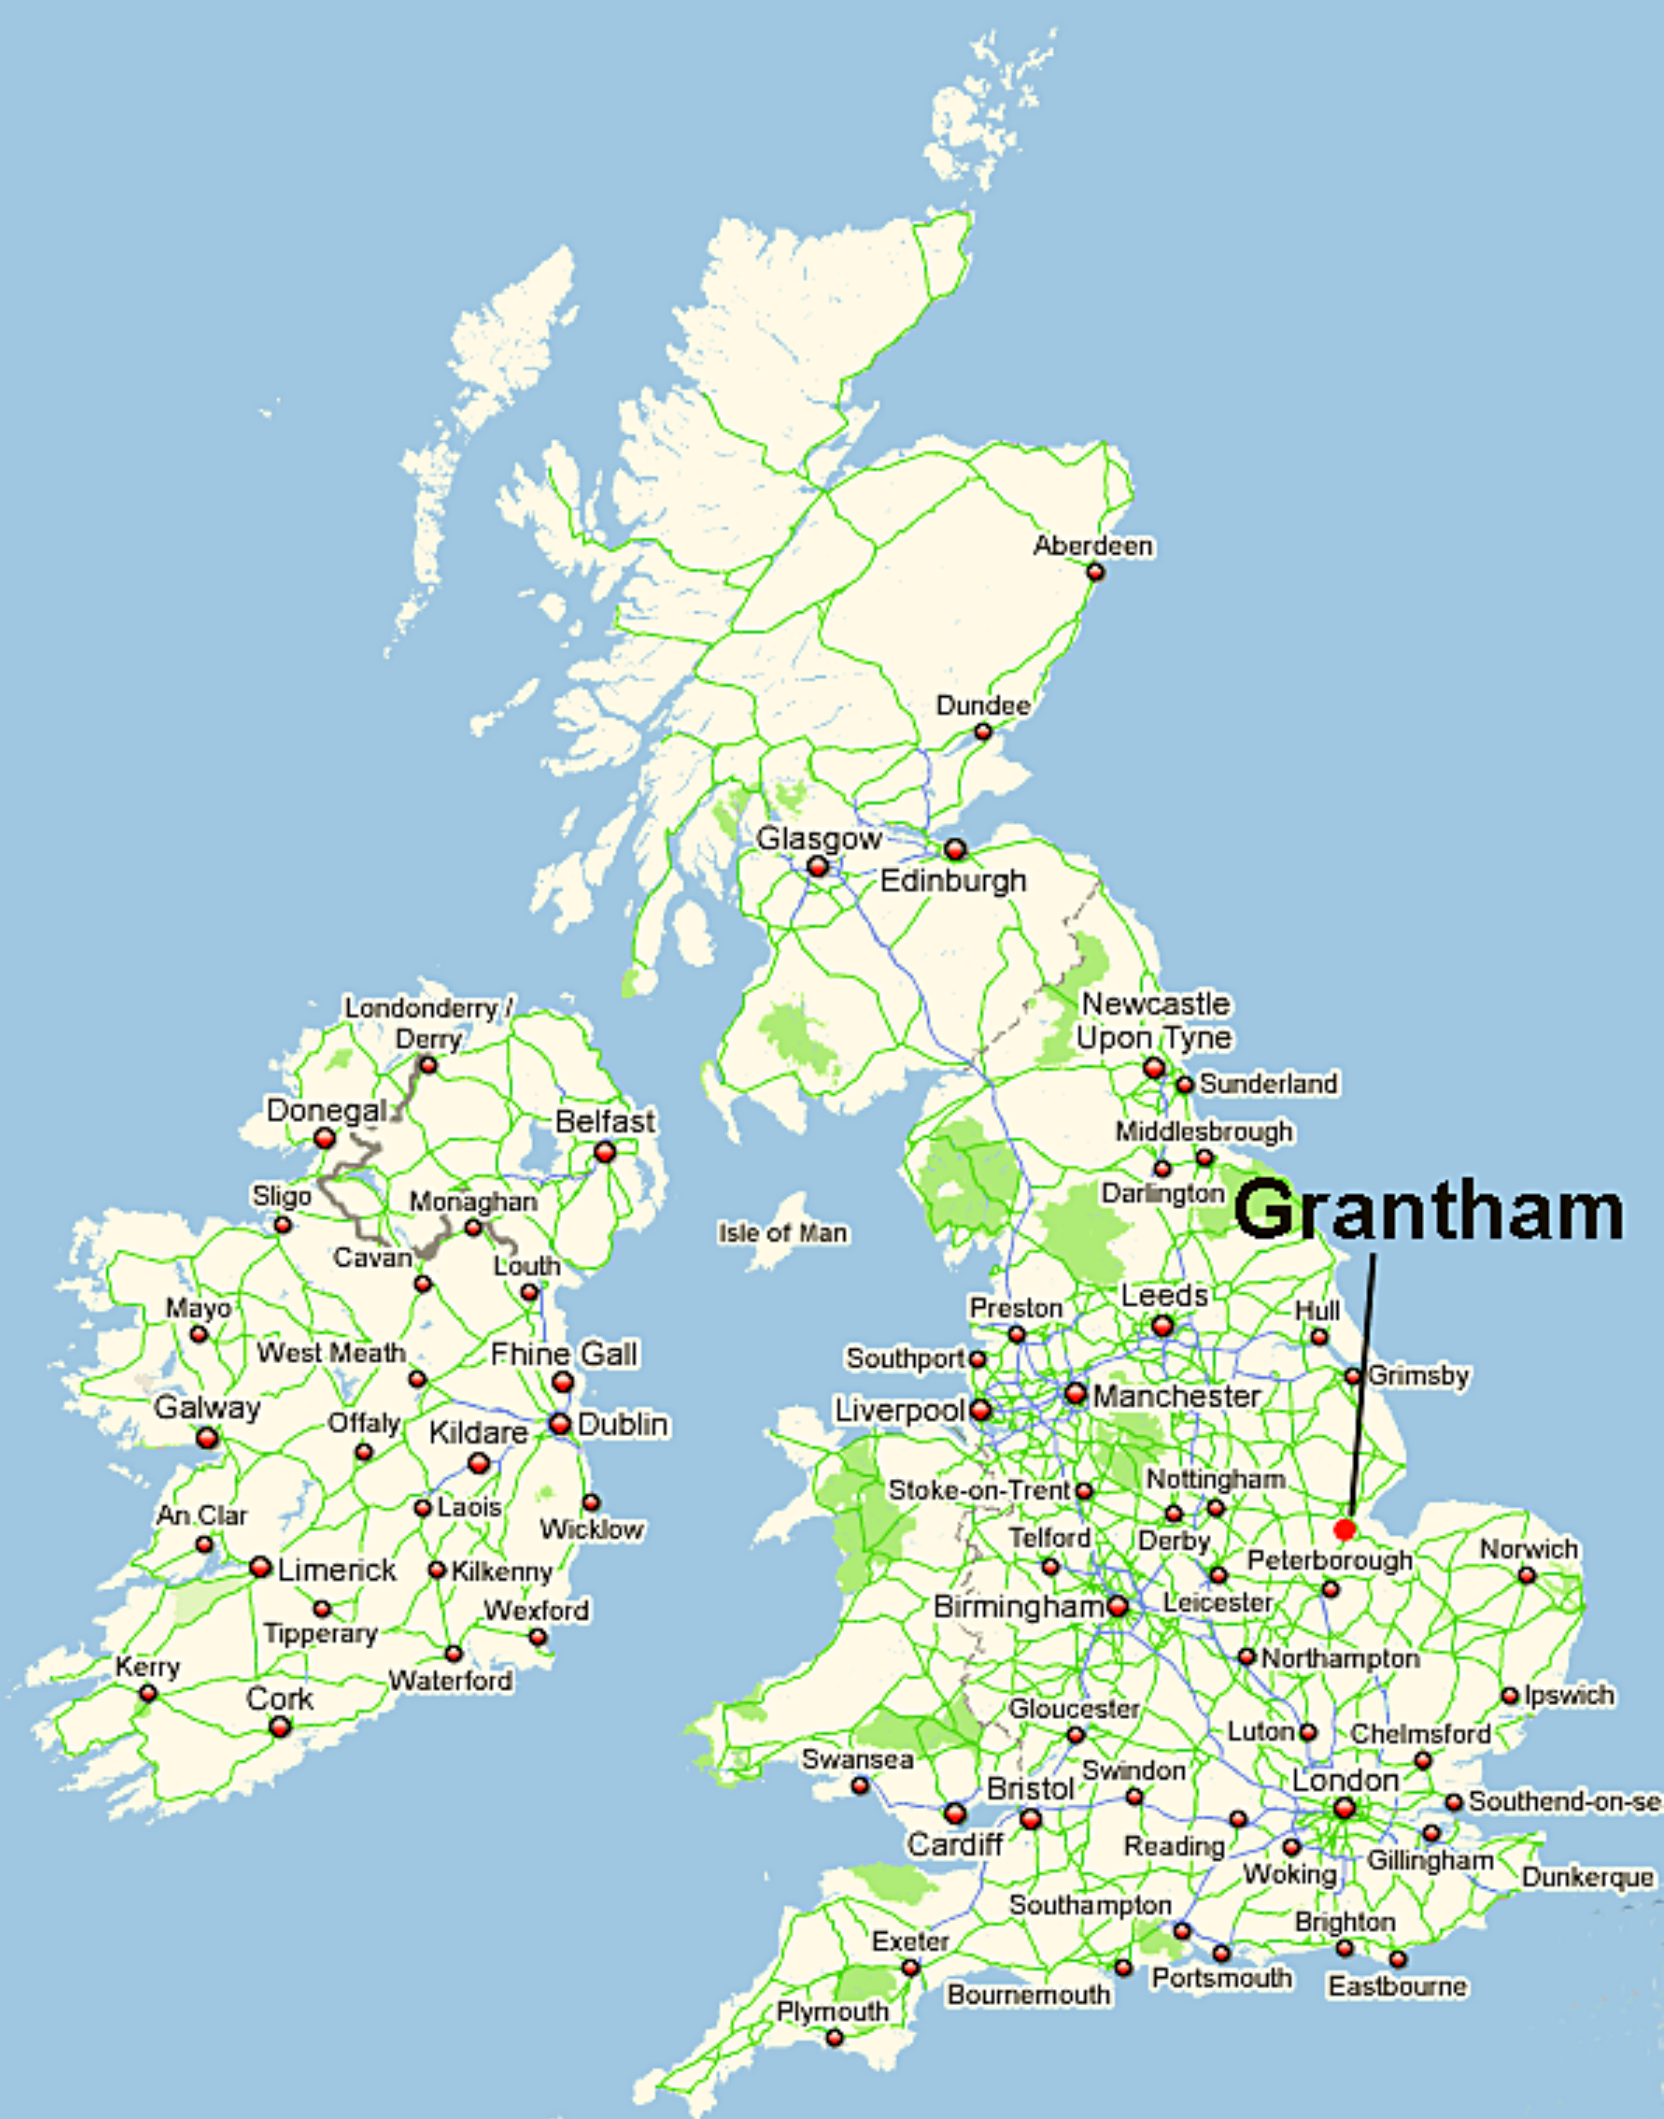 Aberdeen
Dundee
Glasgow
Edinburgh
Newcastle
Upon Tyne
Londonderry /
Derry
Sunderland
Donegal
Belfast
Middlesbrough
Sligo
Monaghan
Darlington
Grantham
Isle of Man
Cavan
Louth
Mayo
Preston
Leeds
Hull
West Meath
Fhine Gall
Southport
Grimsby
Galway
Offaly
Kildare
Dublin
Liverpool
Manchester
An Clar
Laois
Wicklow
Stoke-on-Trent
Nottingham
Telford
Derby
Peterborough
Norwich
Limerick
Kilkenny
Wexford
Birmingham
Leicester
Tipperary
Kerry
Waterford
Northampton
Cork
Gloucester
Ipswich
Luton
Chelmsford
Swansea
Bristol
Swindon
London
Southend-on-se
Cardiff
Reading
Woking
Gillingham
Dunkerque
Southampton
Brighton
Exeter
Bournemouth
Portsmouth
Eastbourne
Plymouth